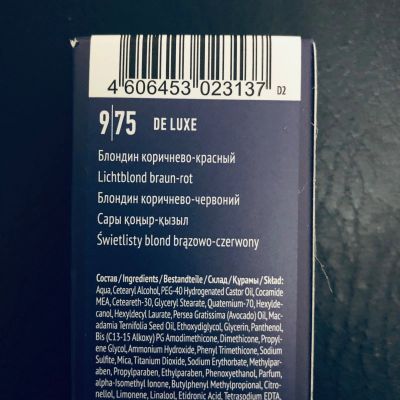 4 606453 023137 D2
9|75 DE LUXE
Блондин коричнево-красный
Lichtblond braun-rot
Блондин коричнево-червоний
Сары қоңыр-қызыл
Świetlisty blond brązowo-czerwony
Состав / Ingredients / Bestandteile / Склад / Құрамы / Skład:
Aqua, Cetearyl Alcohol, PEG-40 Hydrogenated Castor Oil, Cocamide
MEA, Ceteareth-30, Glyceryl Stearate, Quaternium-70, Hexylde-
canol, Hexyldecyl Laurate, Persea Gratissima (Avocado) Oil, Mac-
adamia Ternifolia Seed Oil, Ethoxydiglycol, Glycerin, Panthenol,
Bis (C13-15 Alkoxy) PG Amodimethicone, Dimethicone, Propyl-
ene Glycol, Ammonium Hydroxide, Phenyl Trimethicone, Sodium
Sulfite, Mica, Titanium Dioxide, Sodium Erythorbate, Methyl-
paraben, Propylparaben, Ethylparaben, Phenoxyethanol, Parfum,
alpha-Isomethyl Ionone, Butylphenyl Methylpropional, Citro-
nellol, Limonene, Linalool, Etidronic Acid, Tetrasodium EDTA,